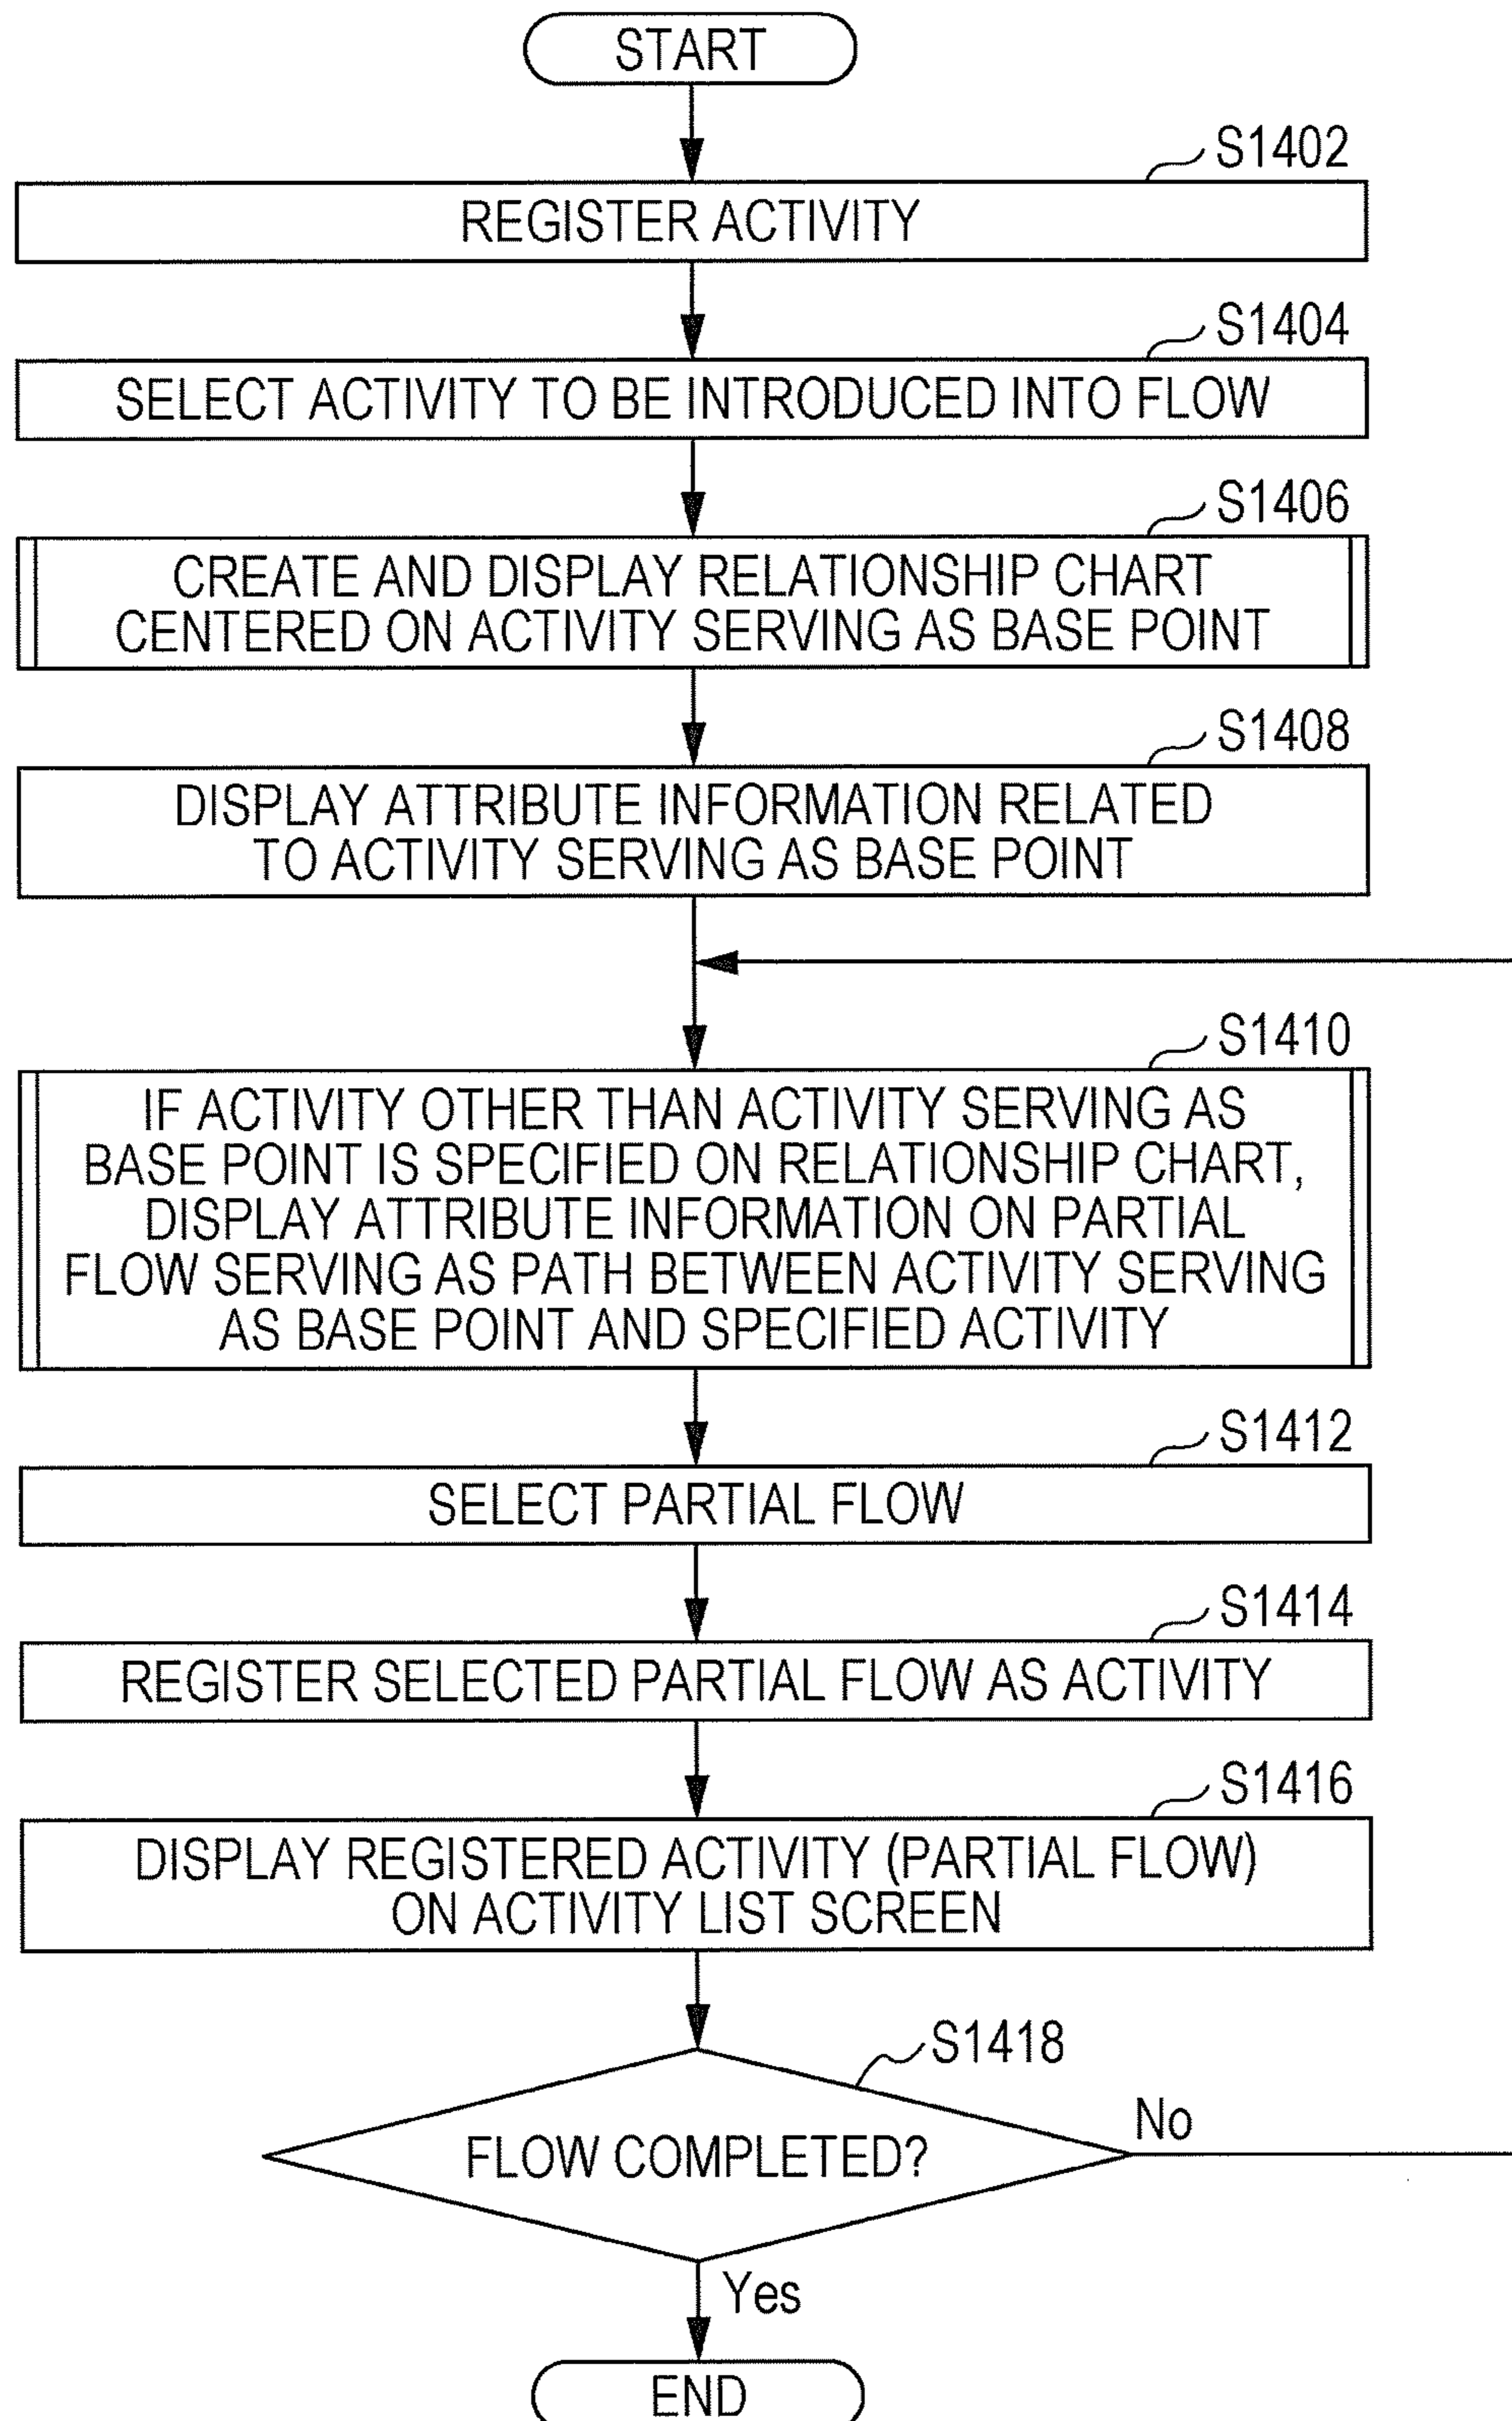 START
S1402
REGISTER ACTIVITY
S1404
SELECT ACTIVITY TO BE INTRODUCED INTO FLOW
S1406
CREATE AND DISPLAY RELATIONSHIP CHART
CENTERED ON ACTIVITY SERVING AS BASE POINT
S1408
DISPLAY ATTRIBUTE INFORMATION RELATED
TO ACTIVITY SERVING AS BASE POINT
S1410
IF ACTIVITY OTHER THAN ACTIVITY SERVING AS
BASE POINT IS SPECIFIED ON RELATIONSHIP CHART,
DISPLAY ATTRIBUTE INFORMATION ON PARTIAL
FLOW SERVING AS PATH BETWEEN ACTIVITY SERVING
AS BASE POINT AND SPECIFIED ACTIVITY
S1412
SELECT PARTIAL FLOW
S1414
REGISTER SELECTED PARTIAL FLOW AS ACTIVITY
S1416
DISPLAY REGISTERED ACTIVITY (PARTIAL FLOW)
ON ACTIVITY LIST SCREEN
S1418
FLOW COMPLETED?
No
Yes
END